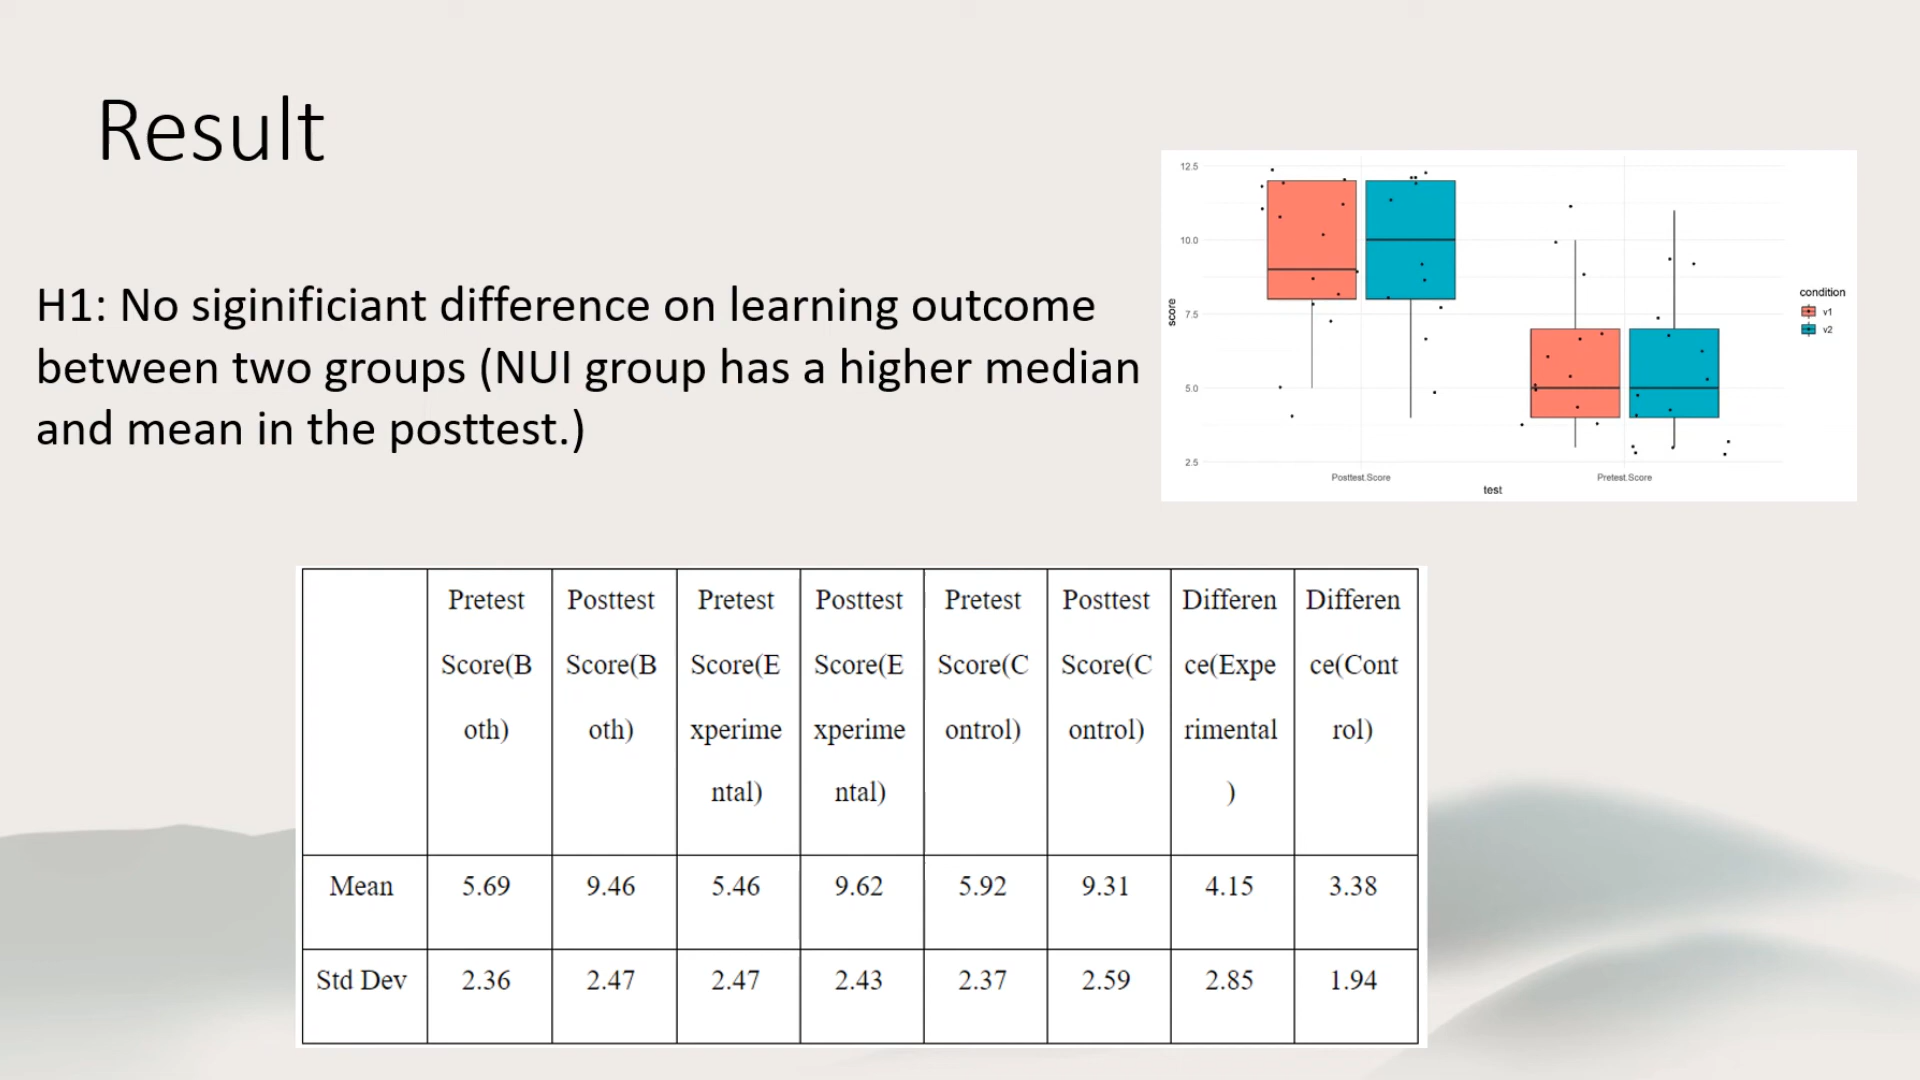 Result
H1: No siginificiant difference on learning outcome
between two groups (NUI group has a higher median
and mean in the posttest.)
12.5
10.0
7.5
5.0
2.5
score
Posttest.Score
Pretest.Score
test
condition
v1
v2
Pretest Posttest Pretest Posttest Pretest Posttest Differen Differen
Score(B Score(B Score(E Score(E Score(C Score(C ce(Expe ce(Cont
oth) oth) xperime xperime ontrol) ontrol) rimental rol)
ntal) ntal) )
Mean 5.69 9.46 5.46 9.62 5.92 9.31 4.15 3.38
Std Dev 2.36 2.47 2.47 2.43 2.37 2.59 2.85 1.94